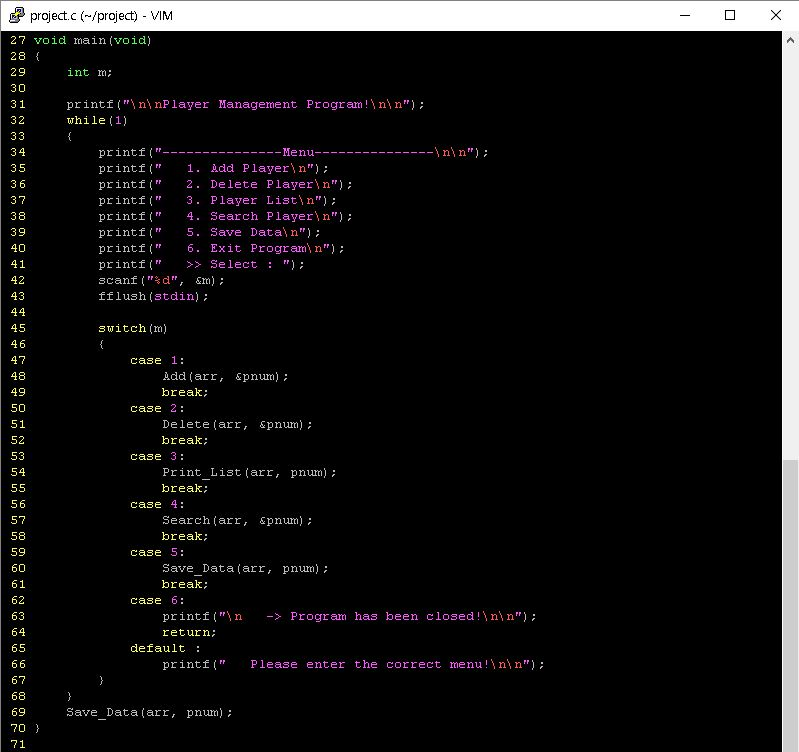 project.c (~/project) - VIM
27 void main(void)
28 {
29     int m;
30
31     printf("\n\nPlayer Management Program!\n\n");
32     while(1)
33     {
34         printf("---------------Menu---------------\n\n");
35         printf("   1. Add Player\n");
36         printf("   2. Delete Player\n");
37         printf("   3. Player List\n");
38         printf("   4. Search Player\n");
39         printf("   5. Save Data\n");
40         printf("   6. Exit Program\n");
41         printf("   >> Select : ");
42         scanf("%d", &m);
43         fflush(stdin);
44
45         switch(m)
46         {
47             case 1:
48                 Add(arr, &pnum);
49                 break;
50             case 2:
51                 Delete(arr, &pnum);
52                 break;
53             case 3:
54                 Print_List(arr, pnum);
55                 break;
56             case 4:
57                 Search(arr, &pnum);
58                 break;
59             case 5:
60                 Save_Data(arr, pnum);
61                 break;
62             case 6:
63                 printf("\n   -> Program has been closed!\n\n");
64                 return;
65             default :
66                 printf("   Please enter the correct menu!\n\n");
67         }
68     }
69     Save_Data(arr, pnum);
70 }
71